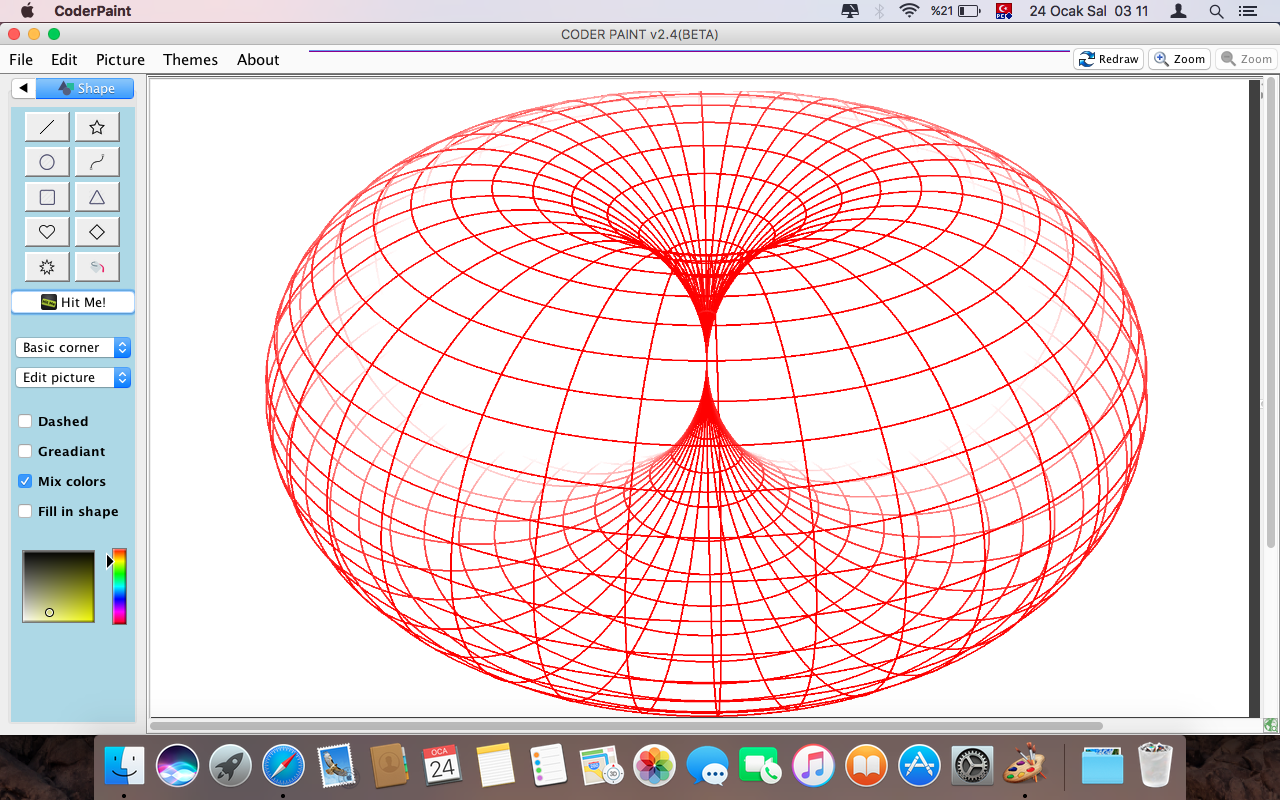 CoderPaint
%21
24 Ocak Sal 03 11
CODER PAINT v2.4(BETA)
File Edit Picture Themes About
Redraw Zoom Zoom
Shape
Hit Me!
Basic corner
Edit picture
Dashed
Greadiant
Mix colors
Fill in shape
OCA
24